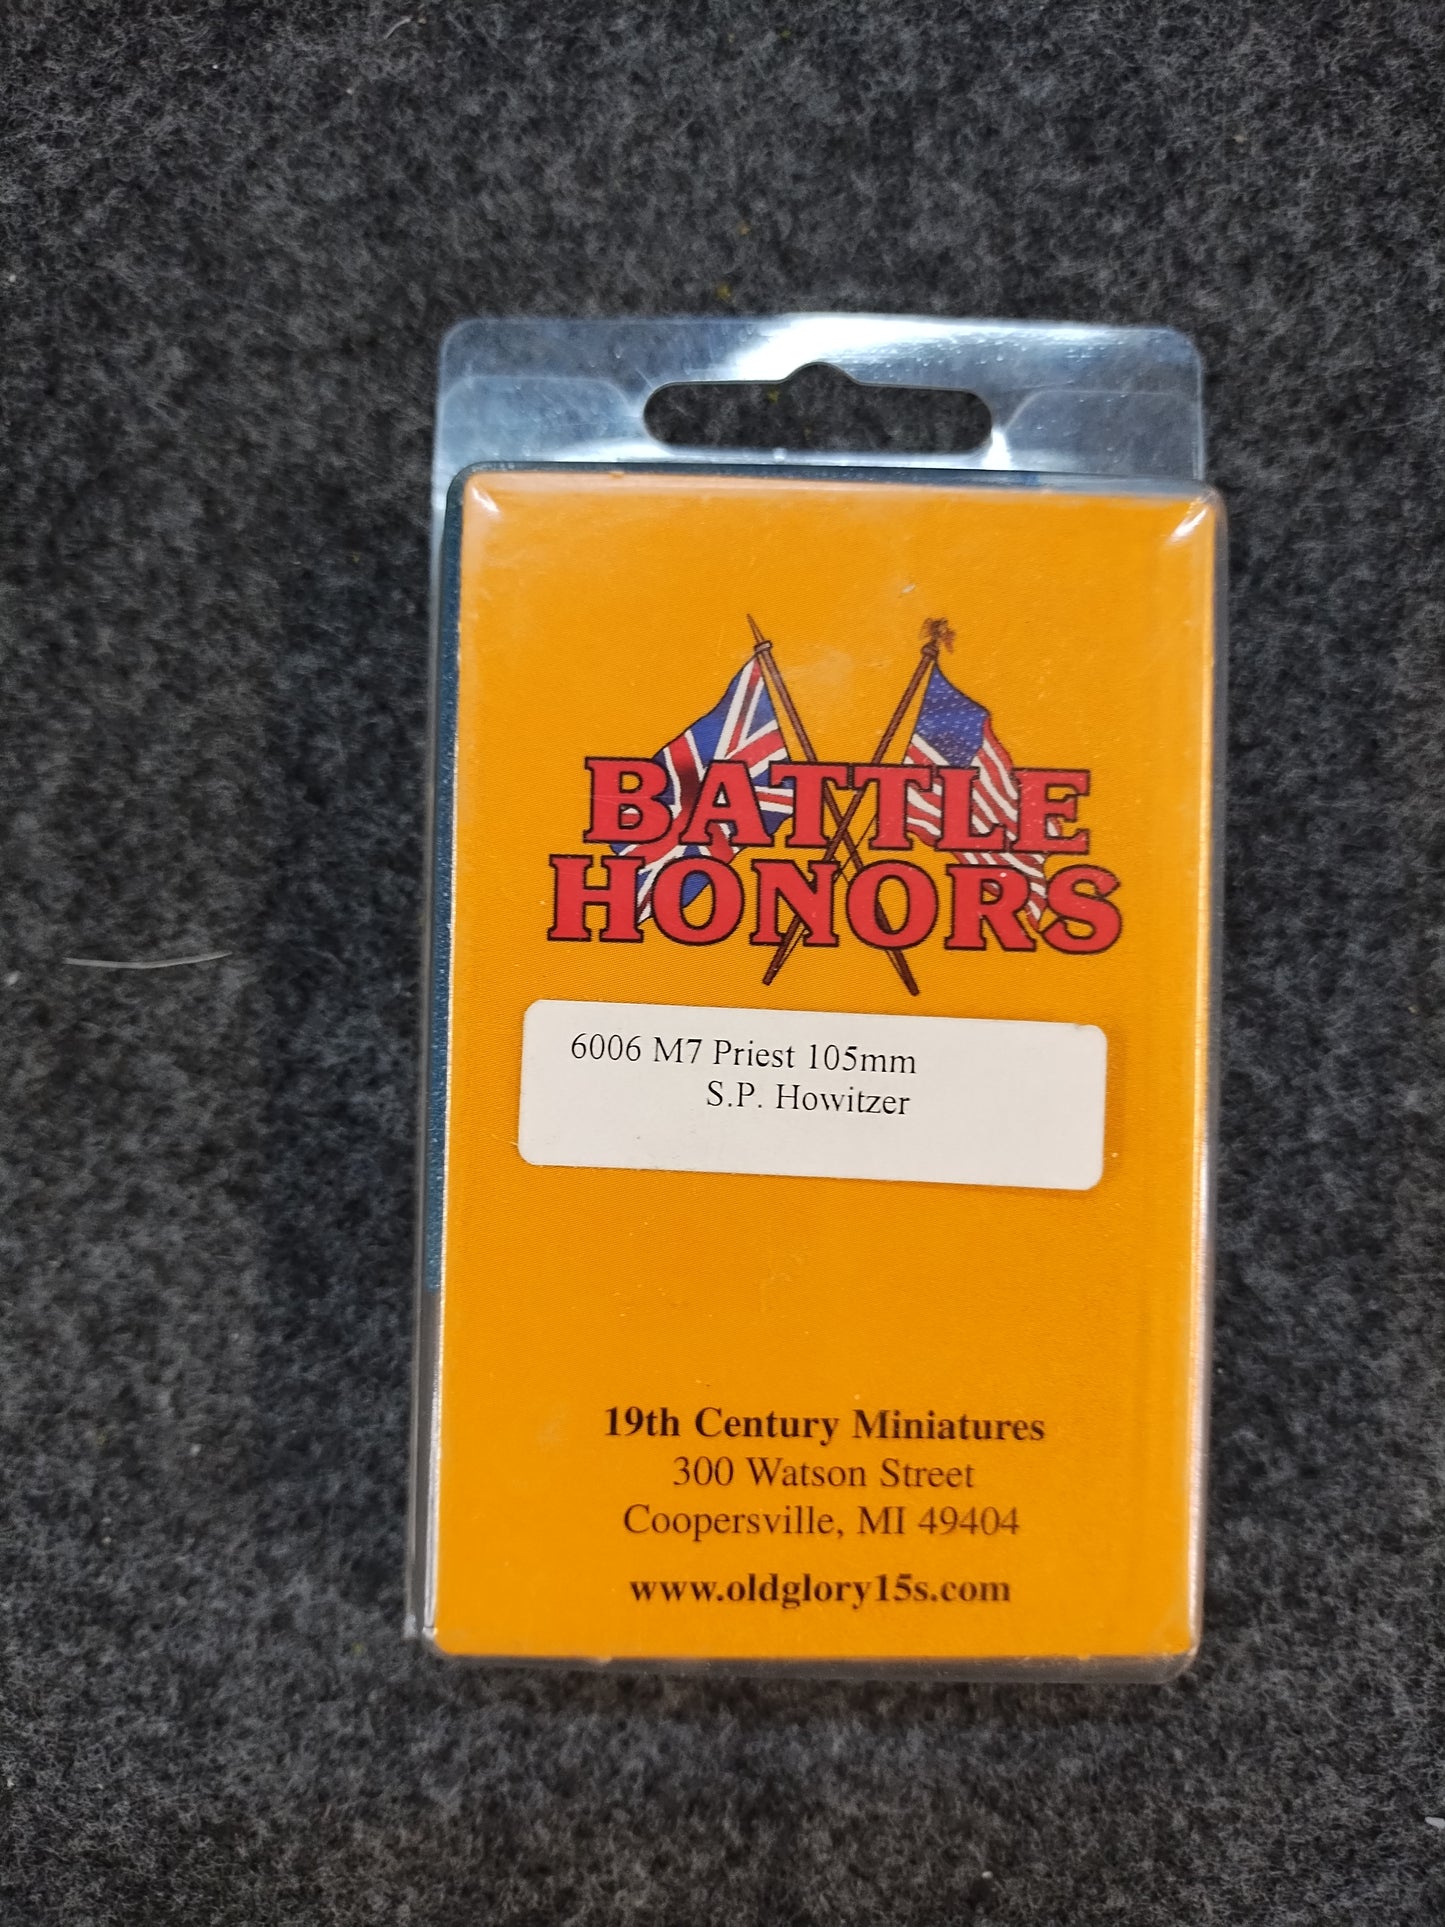 BATTLE
HONORS
6006 M7 Priest 105mm
S.P. Howitzer
19th Century Miniatures
300 Watson Street
Coopersville, MI 49404
www.oldglory15s.com